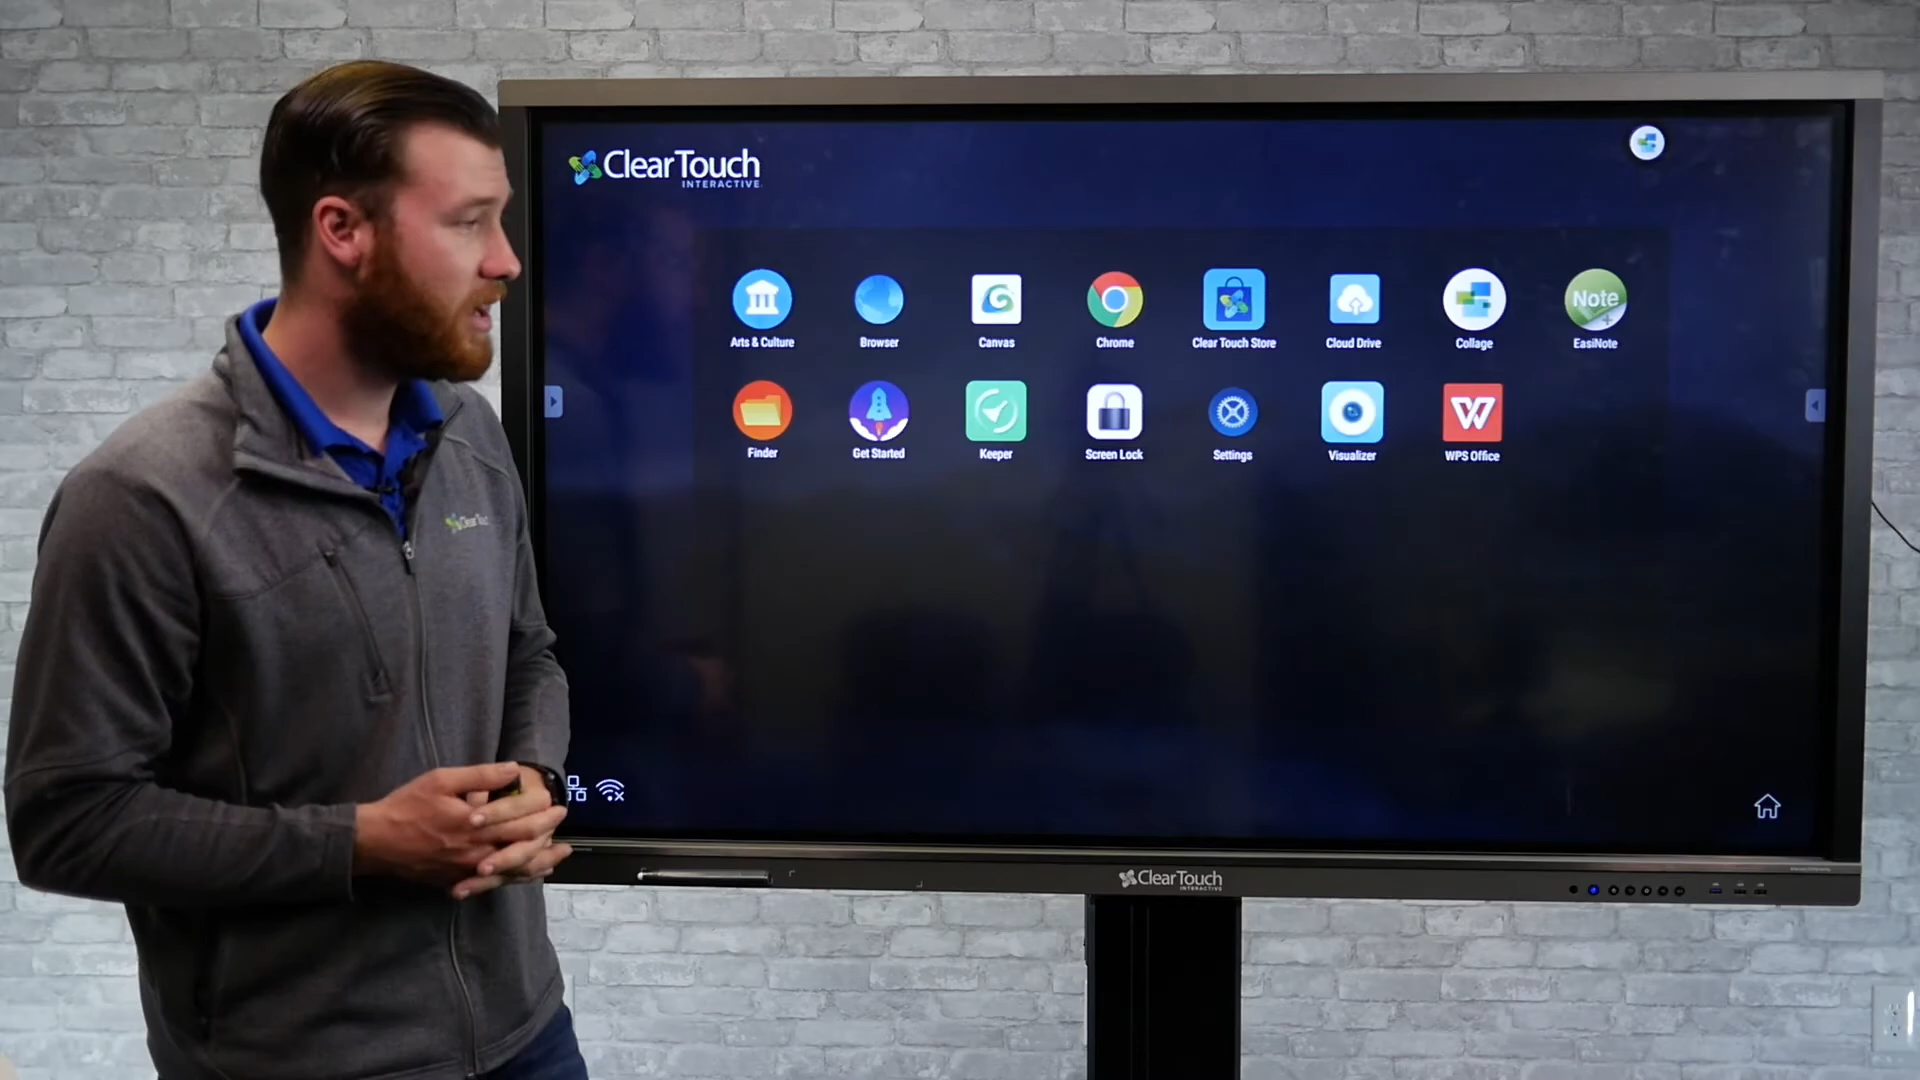 ClearTouch
INTERACTIVE
Arts & Culture
Browser
Canvas
Chrome
Clear Touch Store
Cloud Drive
Collage
Note
EasiNote
Finder
Get Started
Keeper
Screen Lock
Settings
Visualizer
WPS Office
ClearTouch
INTERACTIVE